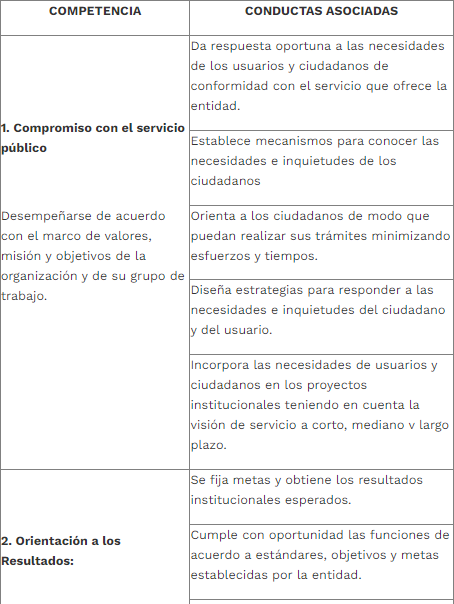 COMPETENCIA
CONDUCTAS ASOCIADAS
1. Compromiso con el servicio
público
Desempeñarse de acuerdo
con el marco de valores,
misión y objetivos de la
organización y de su grupo de
trabajo.
Da respuesta oportuna a las necesidades
de los usuarios y ciudadanos de
conformidad con el servicio que ofrece la
entidad.
Establece mecanismos para conocer las
necesidades e inquietudes de los
ciudadanos
Orienta a los ciudadanos de modo que
puedan realizar sus trámites minimizando
esfuerzos y tiempos.
Diseña estrategias para responder a las
necesidades e inquietudes del ciudadano
y del usuario.
Incorpora las necesidades de usuarios y
ciudadanos en los proyectos
institucionales teniendo en cuenta la
visión de servicio a corto, mediano v largo
plazo.
2. Orientación a los
Resultados:
Se fija metas y obtiene los resultados
institucionales esperados.
Cumple con oportunidad las funciones de
acuerdo a estándares, objetivos y metas
establecidas por la entidad.